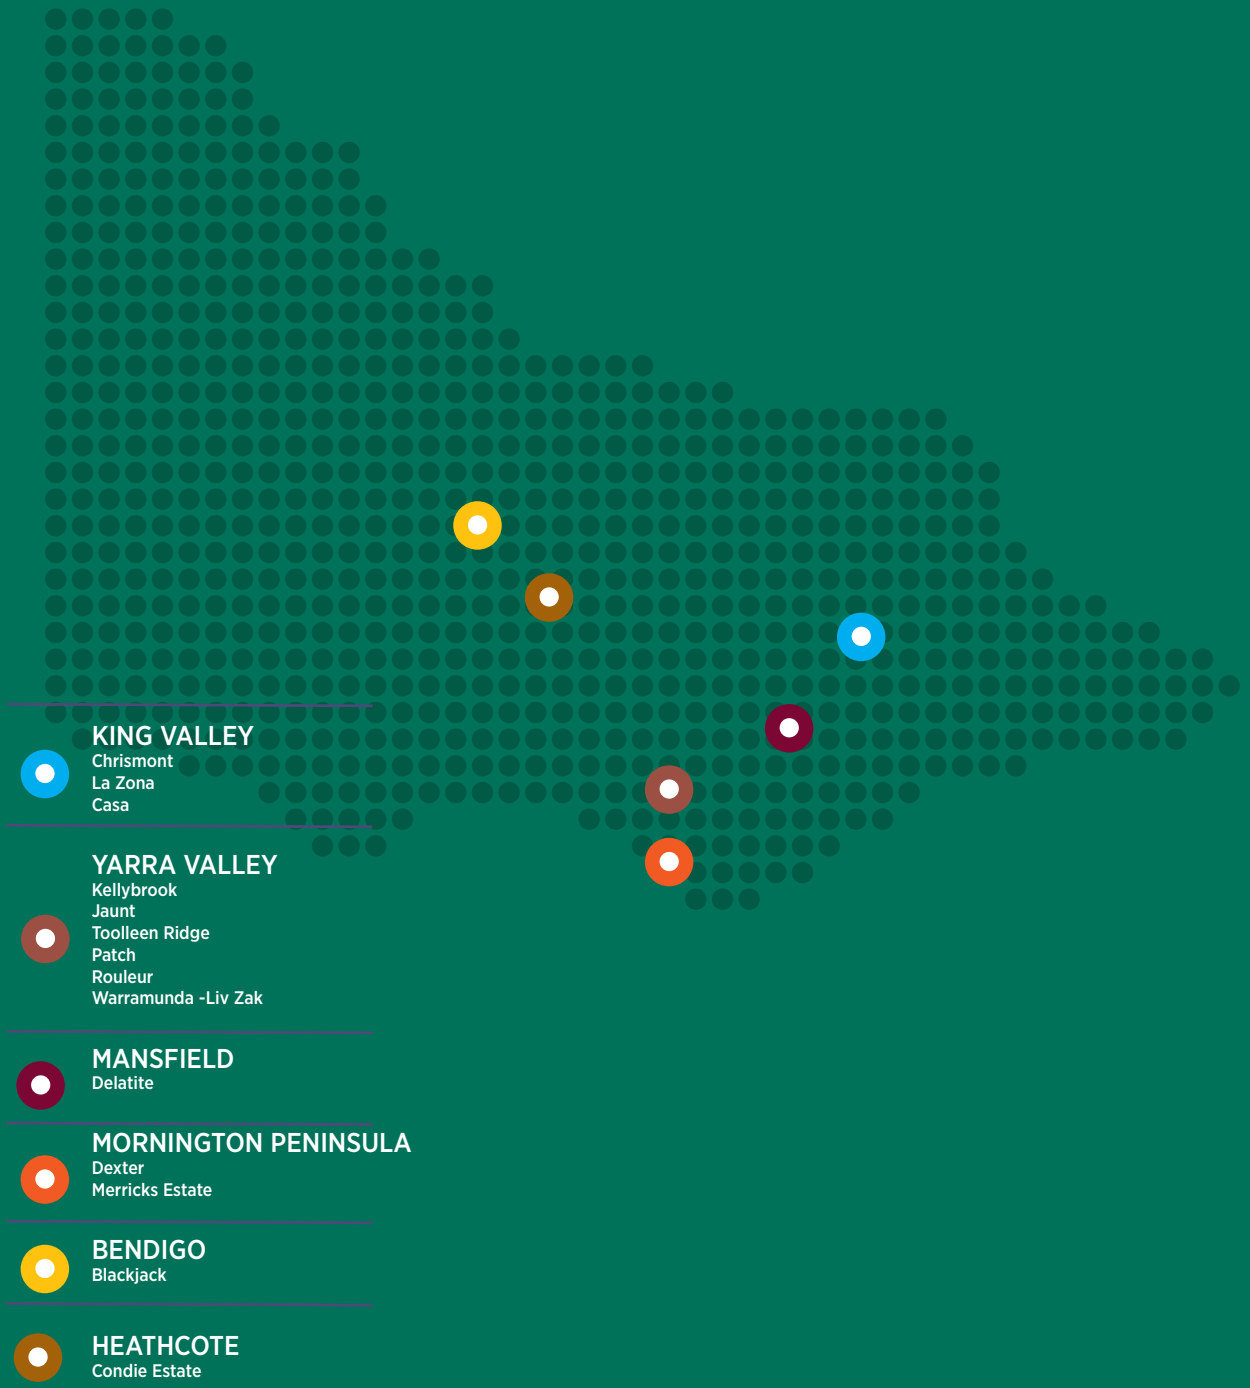 KING VALLEY
Chrismont
La Zona
Casa
YARRA VALLEY
Kellybrook
Jaunt
Toolleen Ridge
Patch
Rouleur
Warramunda -Liv Zak
MANSFIELD
Delatite
MORNINGTON PENINSULA
Dexter
Merricks Estate
BENDIGO
Blackjack
HEATHCOTE
Condie Estate